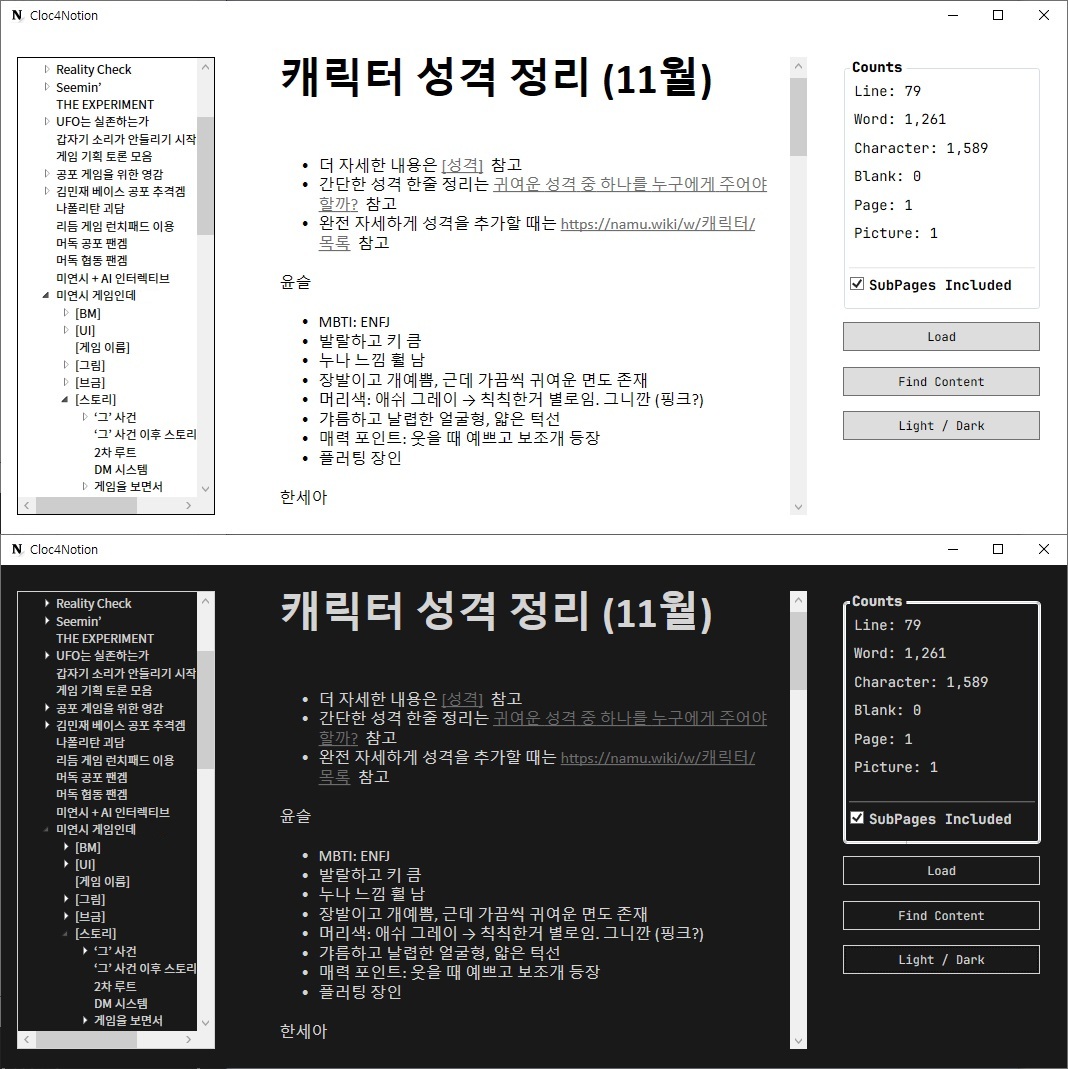 Cloc4Notion
Reality Check
Seemin’
THE EXPERIMENT
UFO는 실존하는가
갑자기 소리가 안들리기 시작
게임 기획 토론 모음
공포 게임을 위한 영감
김민재 베이스 공포 추격겜
나폴리탄 괴담
리듬 게임 런치패드 이용
머독 공포 팬겜
머독 협동 팬겜
미연시 + AI 인터렉티브
미연시 게임인데
[BM]
[UI]
[게임 이름]
[그림]
[브금]
[스토리]
‘그’ 사건
‘그’ 사건 이후 스토리
2차 루트
DM 시스템
게임을 보면서
캐릭터 성격 정리 (11월)
• 더 자세한 내용은 [성격] 참고
• 간단한 성격 한줄 정리는 귀여운 성격 중 하나를 누구에게 주어야
할까? 참고
• 완전 자세하게 성격을 추가할 때는 https://namu.wiki/w/캐릭터/
목록 참고
윤슬
• MBTI: ENFJ
• 발랄하고 키 큼
• 누나 느낌 훨 남
• 장발이고 개예쁨, 근데 가끔씩 귀여운 면도 존재
• 머리색: 애쉬 그레이 → 칙칙한거 별로임. 그니깐 (핑크?)
• 갸름하고 날렵한 얼굴형, 얇은 턱선
• 매력 포인트: 웃을 때 예쁘고 보조개 등장
• 플러팅 장인
한세아
Counts
Line: 79
Word: 1,261
Character: 1,589
Blank: 0
Page: 1
Picture: 1
SubPages Included
Load
Find Content
Light / Dark
Cloc4Notion
Reality Check
Seemin’
THE EXPERIMENT
UFO는 실존하는가
갑자기 소리가 안들리기 시작
게임 기획 토론 모음
공포 게임을 위한 영감
김민재 베이스 공포 추격겜
나폴리탄 괴담
리듬 게임 런치패드 이용
머독 공포 팬겜
머독 협동 팬겜
미연시 + AI 인터렉티브
미연시 게임인데
[BM]
[UI]
[게임 이름]
[그림]
[브금]
[스토리]
‘그’ 사건
‘그’ 사건 이후 스토리
2차 루트
DM 시스템
게임을 보면서
캐릭터 성격 정리 (11월)
• 더 자세한 내용은 [성격] 참고
• 간단한 성격 한줄 정리는 귀여운 성격 중 하나를 누구에게 주어야
할까? 참고
• 완전 자세하게 성격을 추가할 때는 https://namu.wiki/w/캐릭터/
목록 참고
윤슬
• MBTI: ENFJ
• 발랄하고 키 큼
• 누나 느낌 훨 남
• 장발이고 개예쁨, 근데 가끔씩 귀여운 면도 존재
• 머리색: 애쉬 그레이 → 칙칙한거 별로임. 그니깐 (핑크?)
• 갸름하고 날렵한 얼굴형, 얇은 턱선
• 매력 포인트: 웃을 때 예쁘고 보조개 등장
• 플러팅 장인
한세아
Counts
Line: 79
Word: 1,261
Character: 1,589
Blank: 0
Page: 1
Picture: 1
SubPages Included
Load
Find Content
Light / Dark